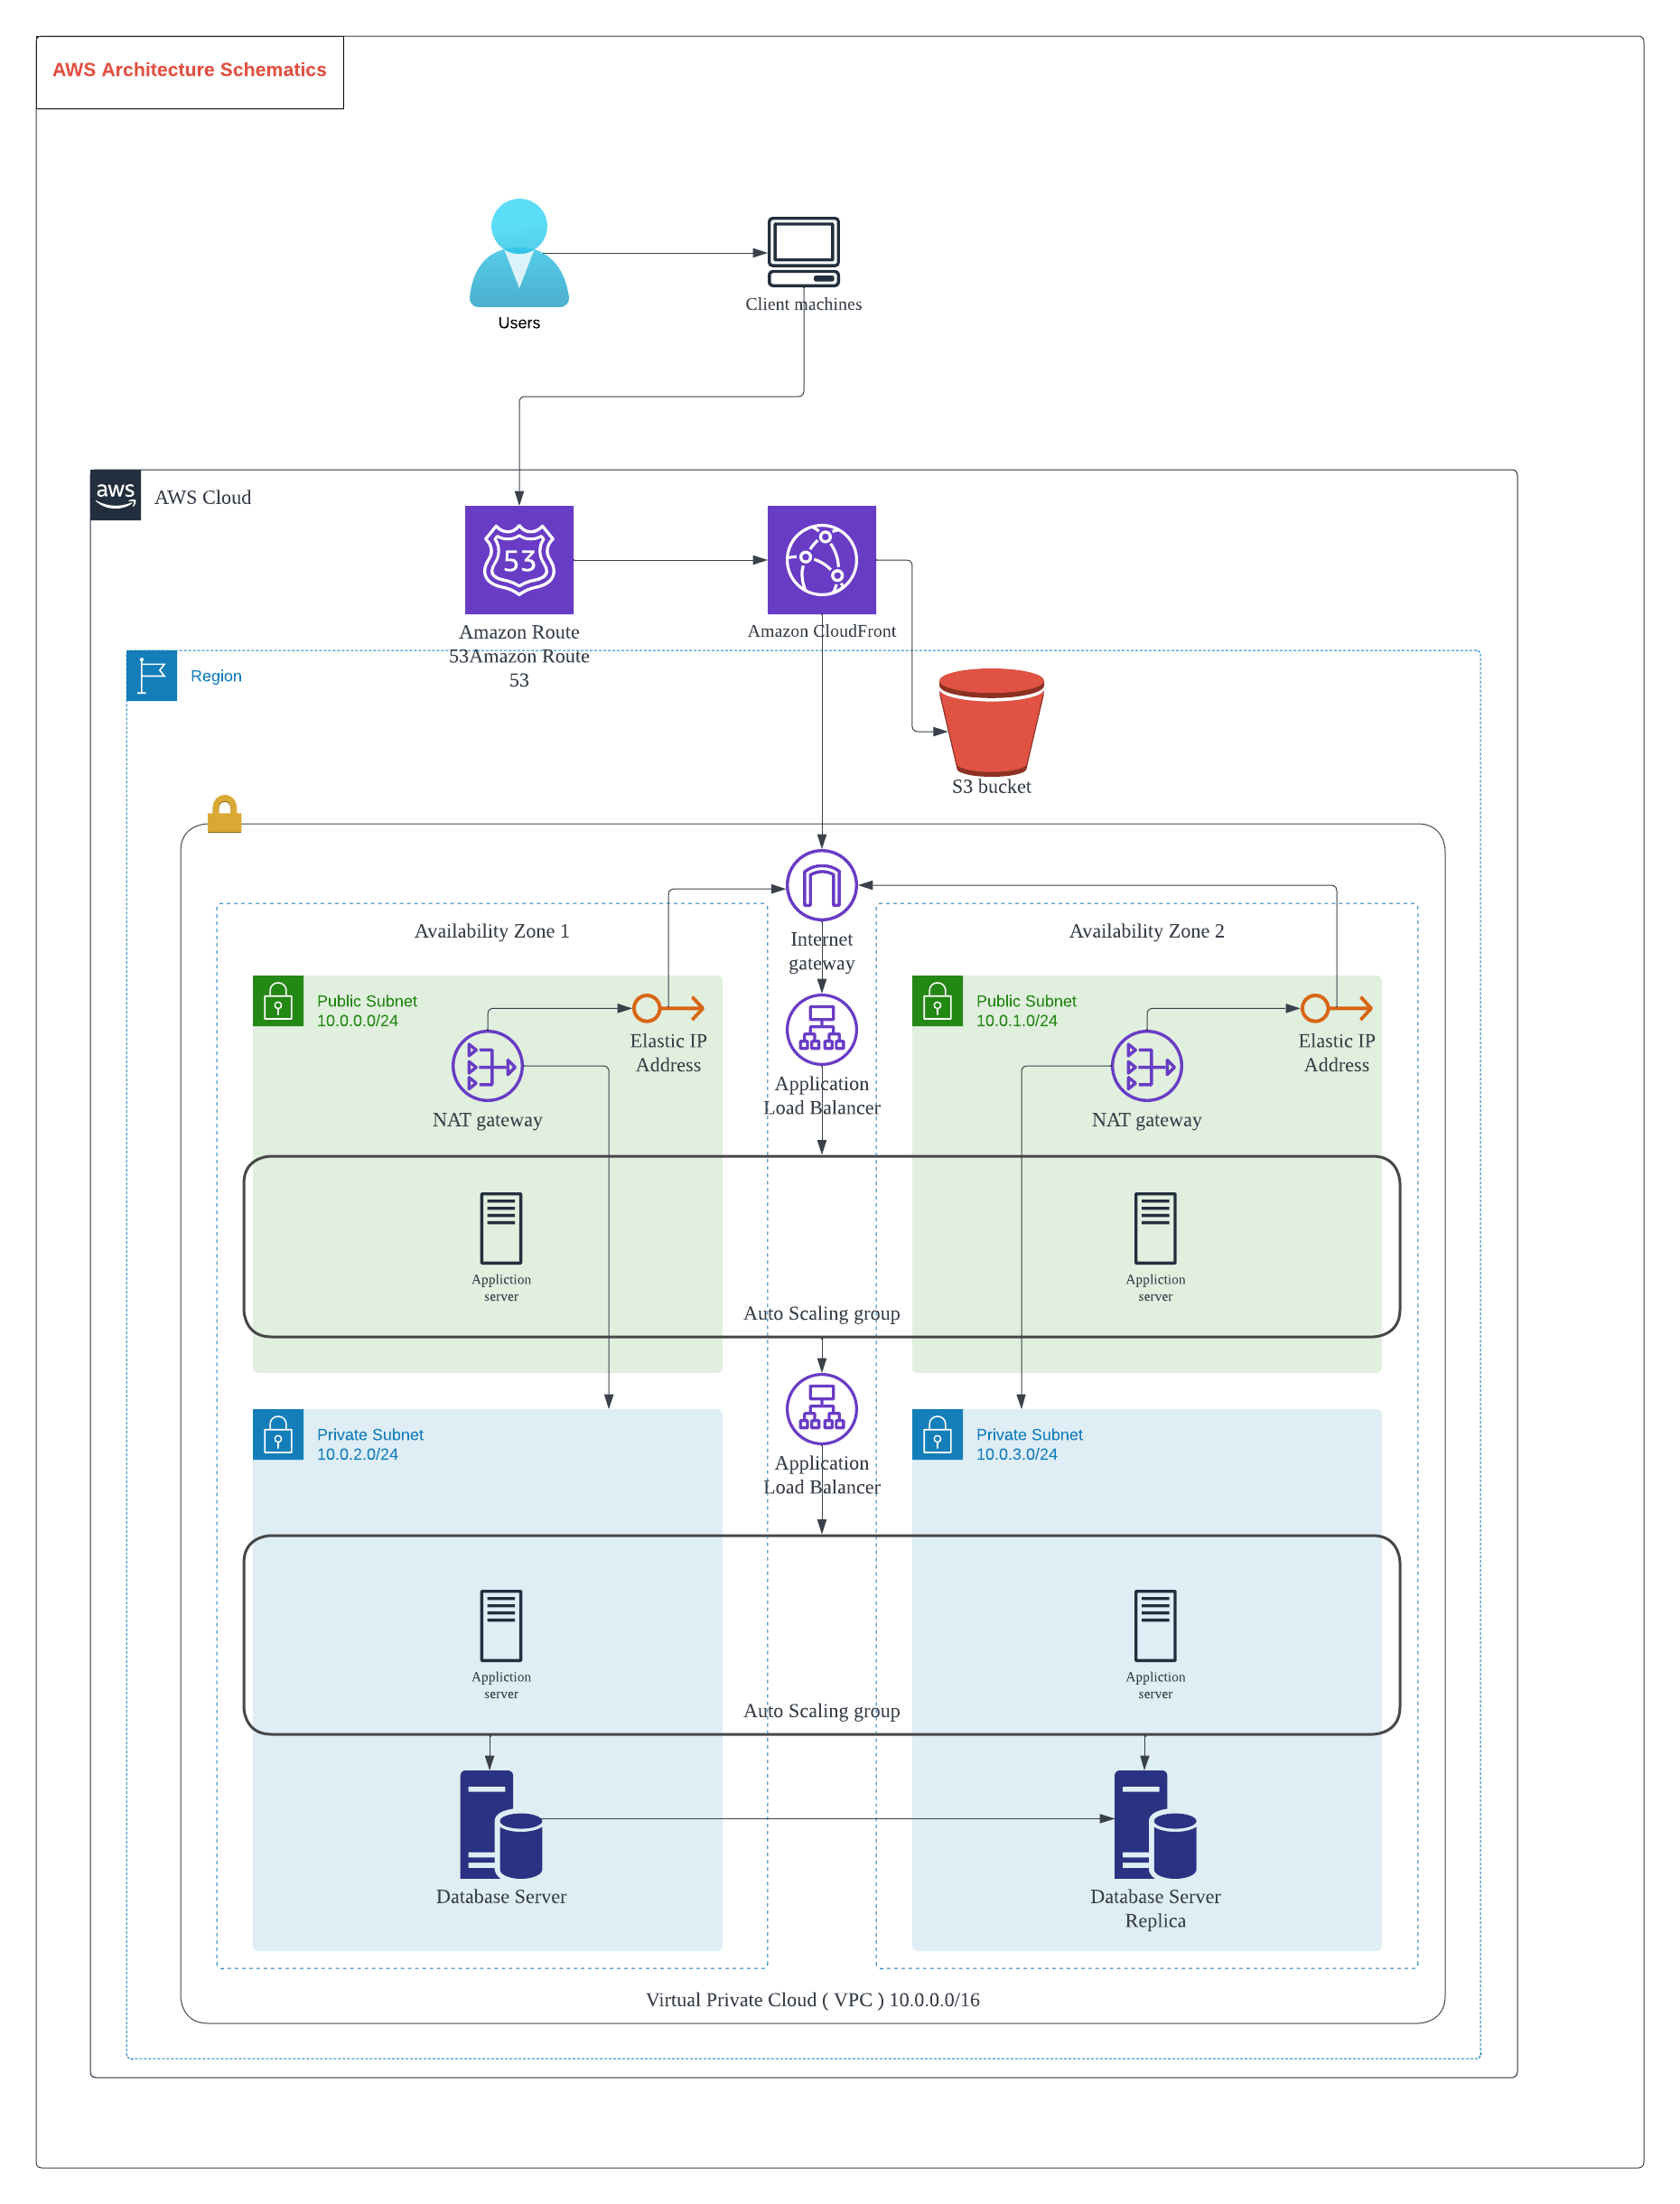 AWS Architecture Schematics
Users
Client machines
aws
AWS Cloud
53
Amazon Route
53Amazon Route
53
Amazon CloudFront
Region
S3 bucket
Internet
gateway
Availability Zone 1
Availability Zone 2
Public Subnet
10.0.0.0/24
Elastic IP
Address
NAT gateway
Application
Load Balancer
Public Subnet
10.0.1.0/24
Elastic IP
Address
NAT gateway
Appliction
server
Appliction
server
Auto Scaling group
Private Subnet
10.0.2.0/24
Application
Load Balancer
Private Subnet
10.0.3.0/24
Appliction
server
Appliction
server
Auto Scaling group
Database Server
Database Server
Replica
Virtual Private Cloud ( VPC ) 10.0.0.0/16